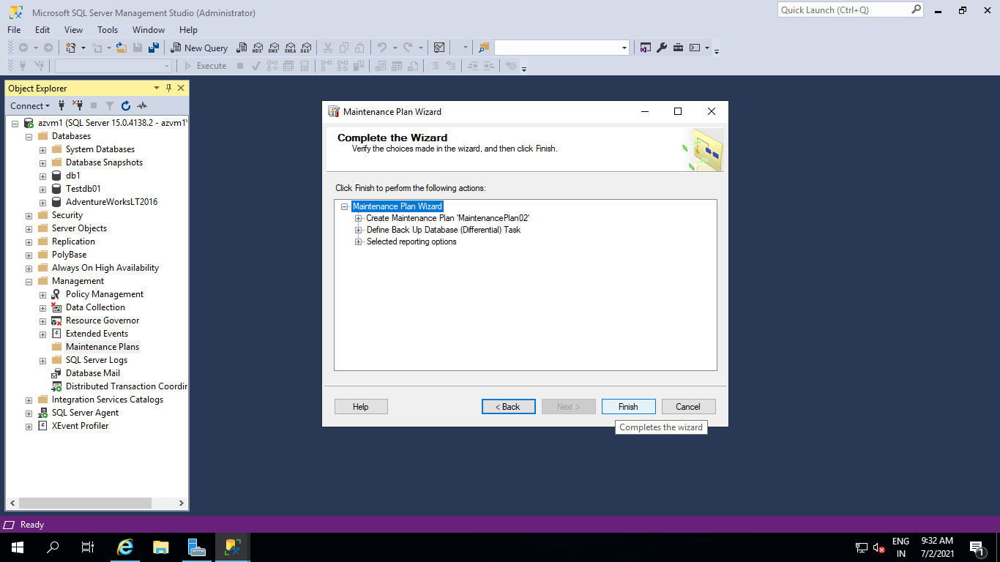 Microsoft SQL Server Management Studio (Administrator)
Quick Launch (Ctrl+Q)
File Edit View Tools Window Help
New Query
MDX DMX XMLA DAX
Execute
Object Explorer
Connect
azvm1 (SQL Server 15.0.4138.2 - azvm1\
Databases
System Databases
Database Snapshots
db1
Testdb01
AdventureWorksLT2016
Security
Server Objects
Replication
PolyBase
Always On High Availability
Management
Policy Management
Data Collection
Resource Governor
Extended Events
Maintenance Plans
SQL Server Logs
Database Mail
Distributed Transaction Coordin
Integration Services Catalogs
SQL Server Agent
XEvent Profiler
Maintenance Plan Wizard
Complete the Wizard
Verify the choices made in the wizard, and then click Finish.
Click Finish to perform the following actions:
Maintenance Plan Wizard
Create Maintenance Plan 'MaintenancePlan02'
Define Back Up Database (Differential) Task
Selected reporting options
Help < Back Next > Finish Cancel
Completes the wizard
Ready
ENG
IN
9:32 AM
7/2/2021
1